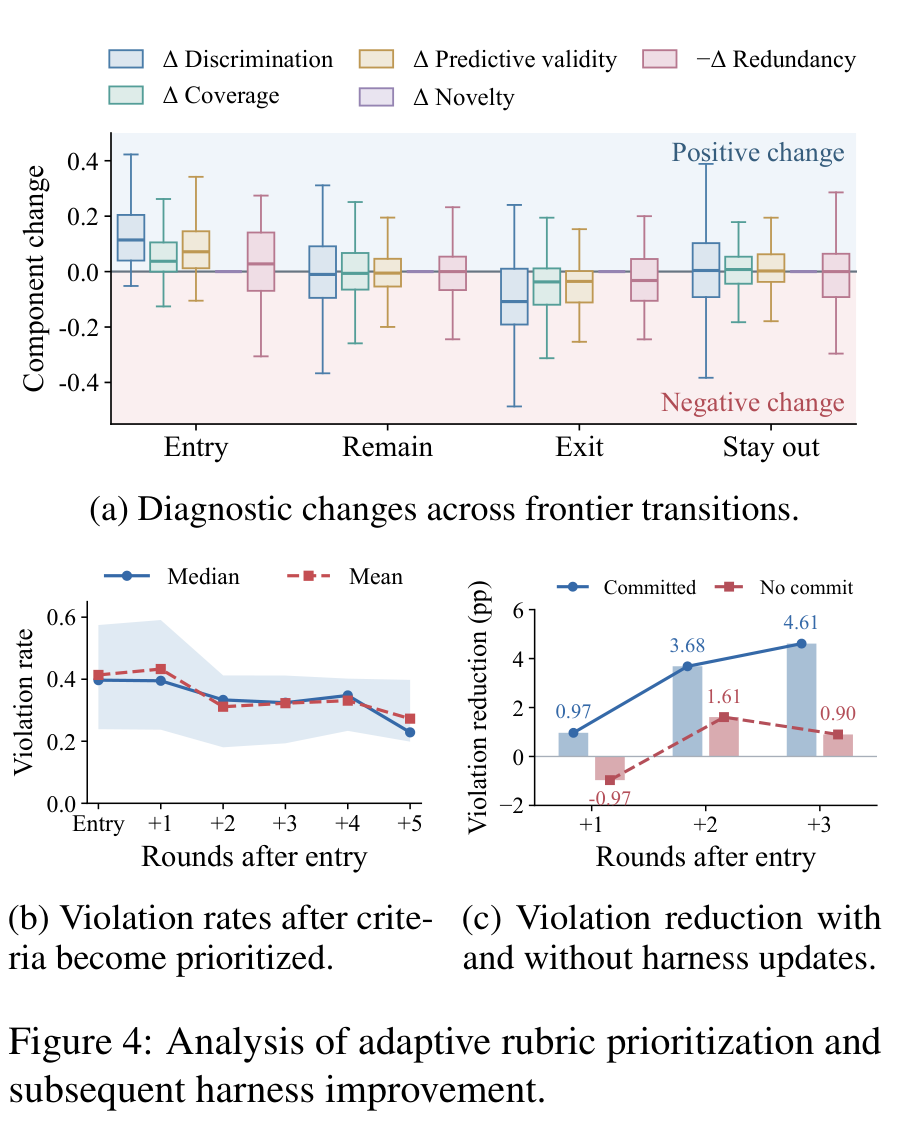 Δ Discrimination Δ Predictive validity −Δ Redundancy
Δ Coverage Δ Novelty
Component change
0.4
0.2
0.0
-0.2
-0.4
Positive change
Negative change
Entry Remain Exit Stay out
(a) Diagnostic changes across frontier transitions.
Median Mean
Violation rate
0.6
0.4
0.2
0.0
Entry +1 +2 +3 +4 +5
Rounds after entry
(b) Violation rates after crite-
ria become prioritized.
Committed No commit
Violation reduction (pp)
6
4
2
0
−2
0.97
3.68
4.61
-0.97
1.61
0.90
+1 +2 +3
Rounds after entry
(c) Violation reduction with
and without harness updates.
Figure 4: Analysis of adaptive rubric prioritization and
subsequent harness improvement.